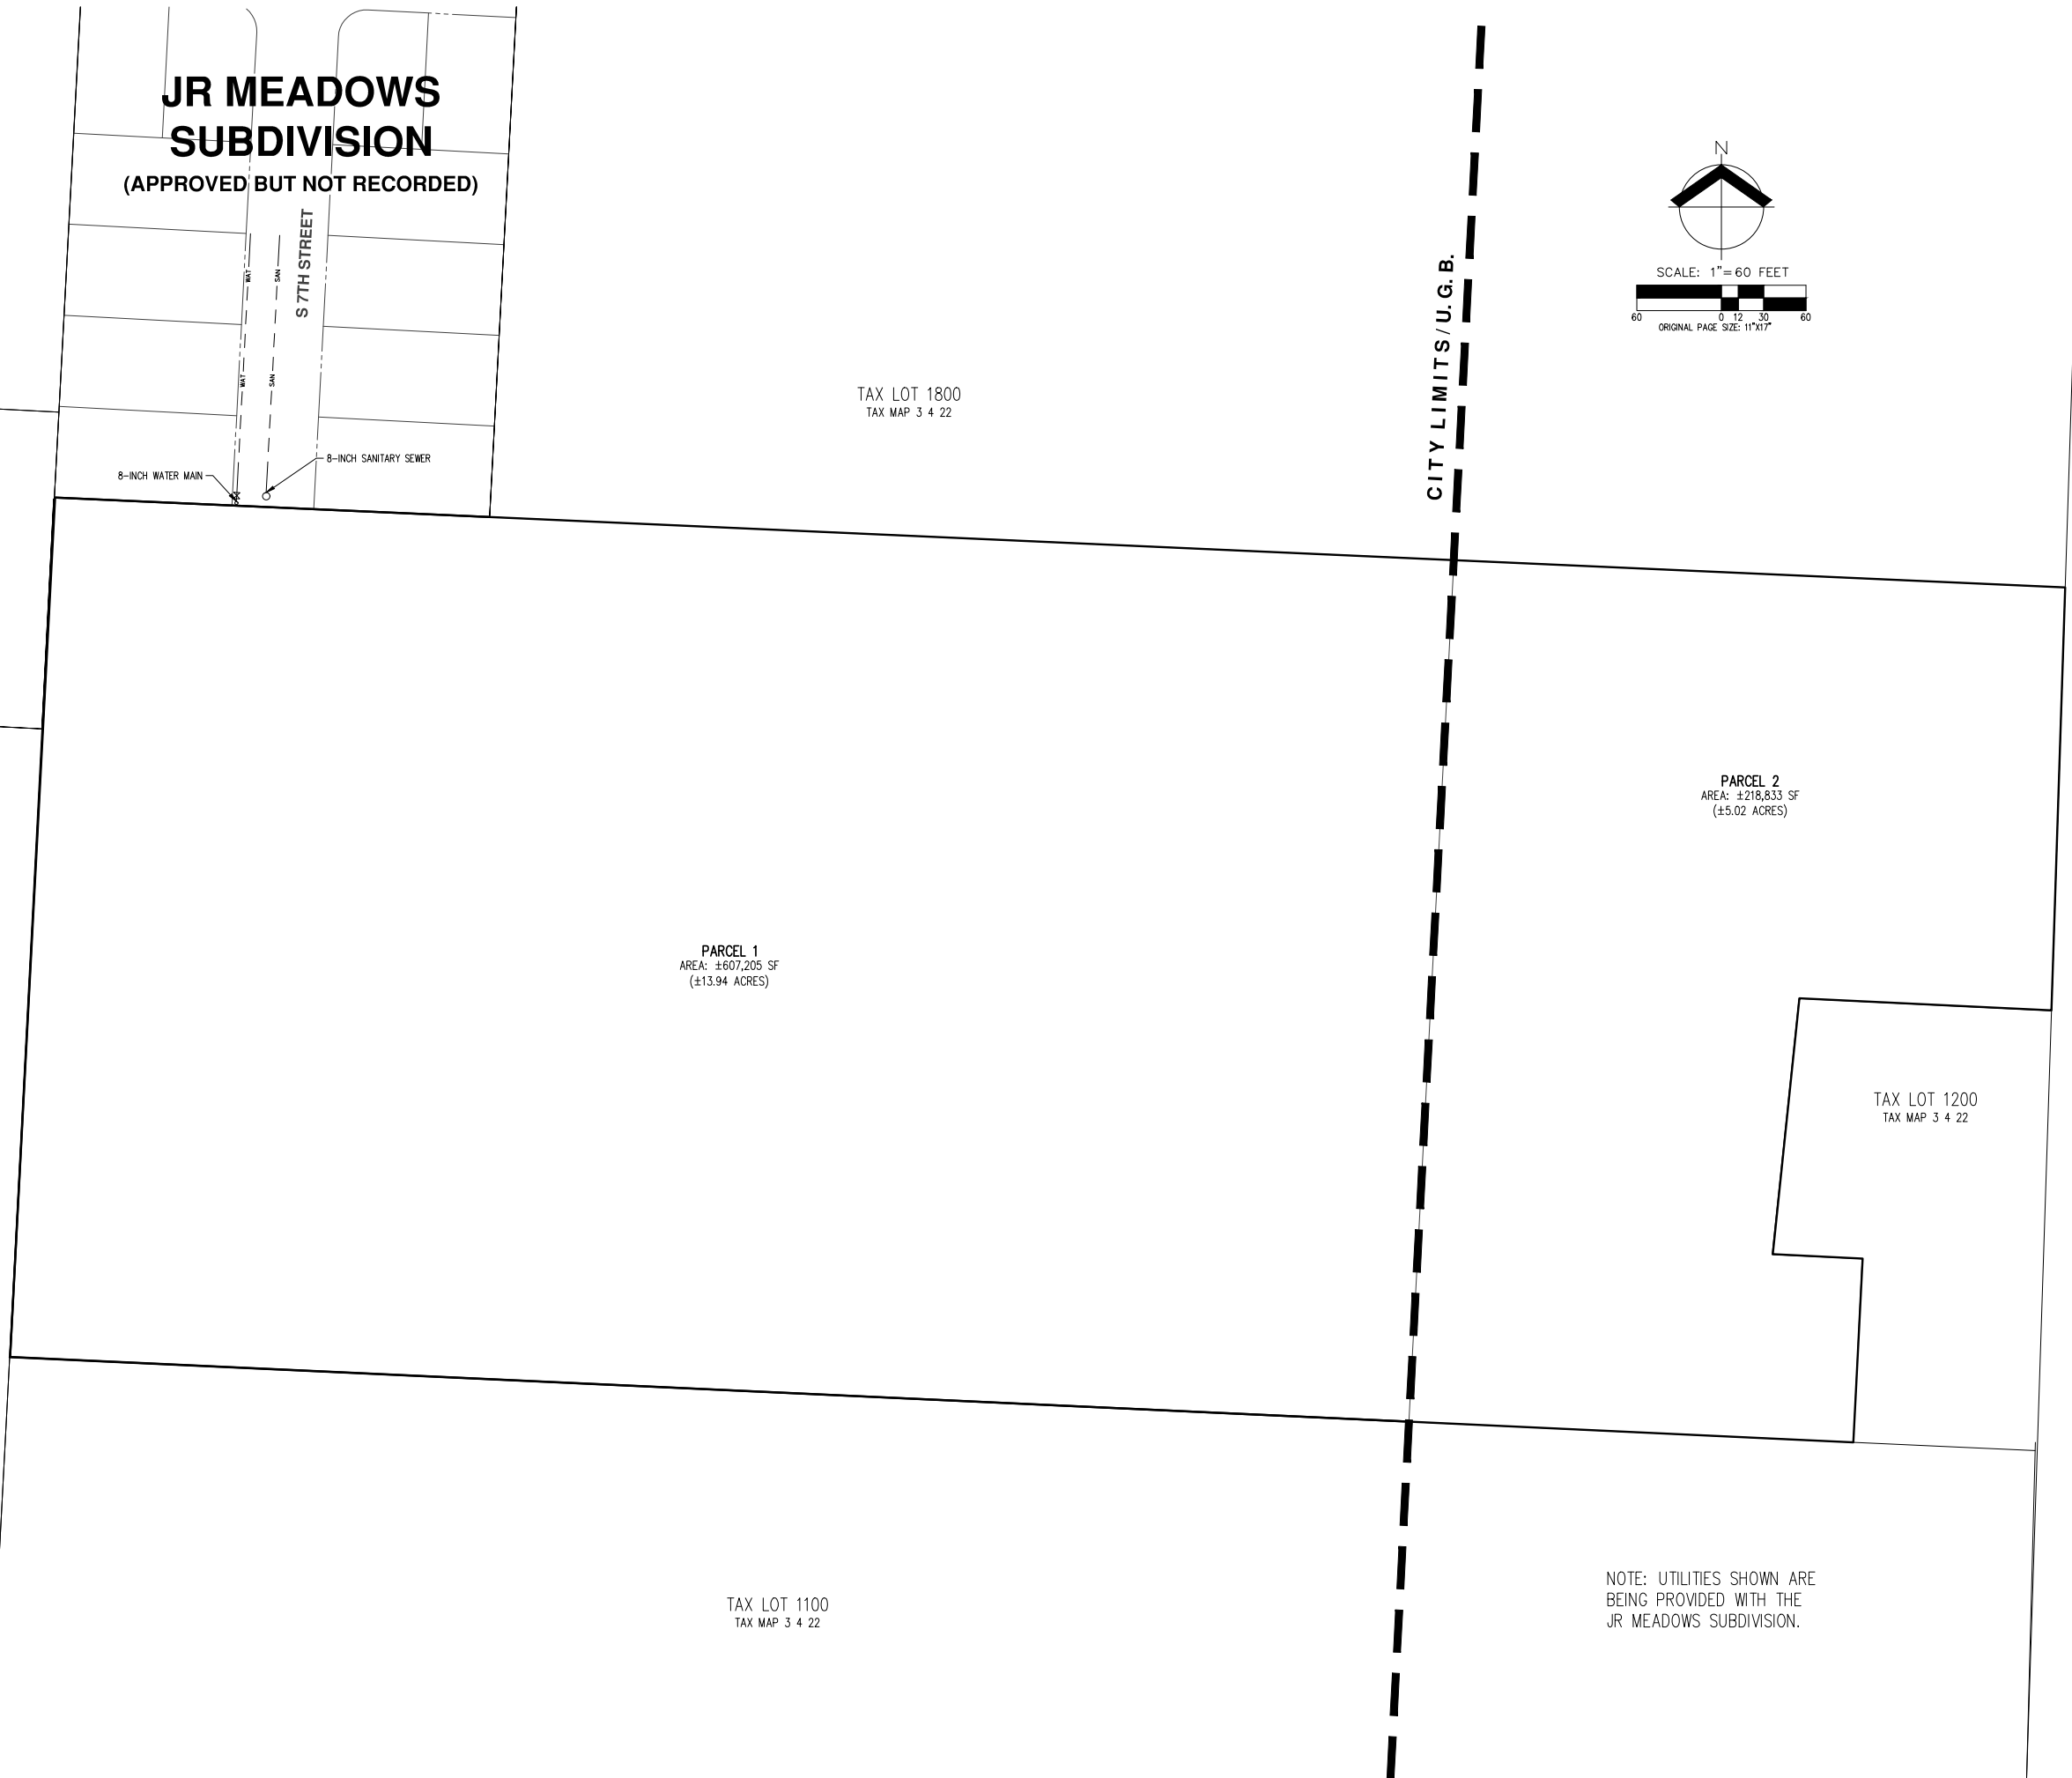 JR MEADOWS
SUBDIVISION
(APPROVED BUT NOT RECORDED)
S 7TH STREET
WAT
SAN
WAT
SAN
8-INCH WATER MAIN
8-INCH SANITARY SEWER
TAX LOT 1800
TAX MAP 3 4 22
CITY LIMITS/U.G.B.
N
SCALE: 1"=60 FEET
60 0 12 30 60
ORIGINAL PAGE SIZE: 11"X17"
PARCEL 2
AREA: ±218,833 SF
(±5.02 ACRES)
PARCEL 1
AREA: ±607,205 SF
(±13.94 ACRES)
TAX LOT 1200
TAX MAP 3 4 22
TAX LOT 1100
TAX MAP 3 4 22
NOTE: UTILITIES SHOWN ARE
BEING PROVIDED WITH THE
JR MEADOWS SUBDIVISION.